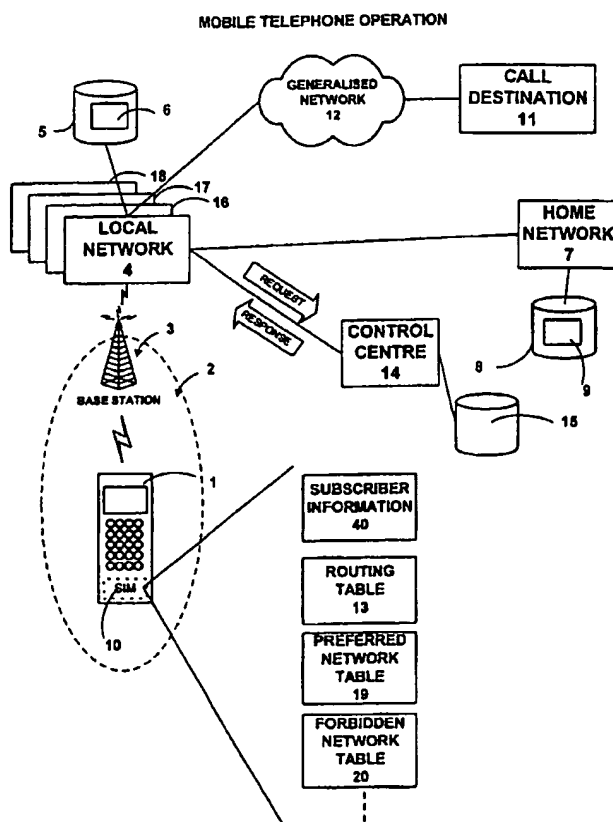 MOBILE TELEPHONE OPERATION
GENERALISED
NETWORK
12
CALL
DESTINATION
11
6
5
18
17
16
LOCAL
NETWORK
4
HOME
NETWORK
7
REQUEST
RESPONSE
CONTROL
CENTRE
14
8
9
15
3
2
BASE STATION
1
SIM
10
SUBSCRIBER
INFORMATION
40
ROUTING
TABLE
13
PREFERRED
NETWORK
TABLE
19
FORBIDDEN
NETWORK
TABLE
20